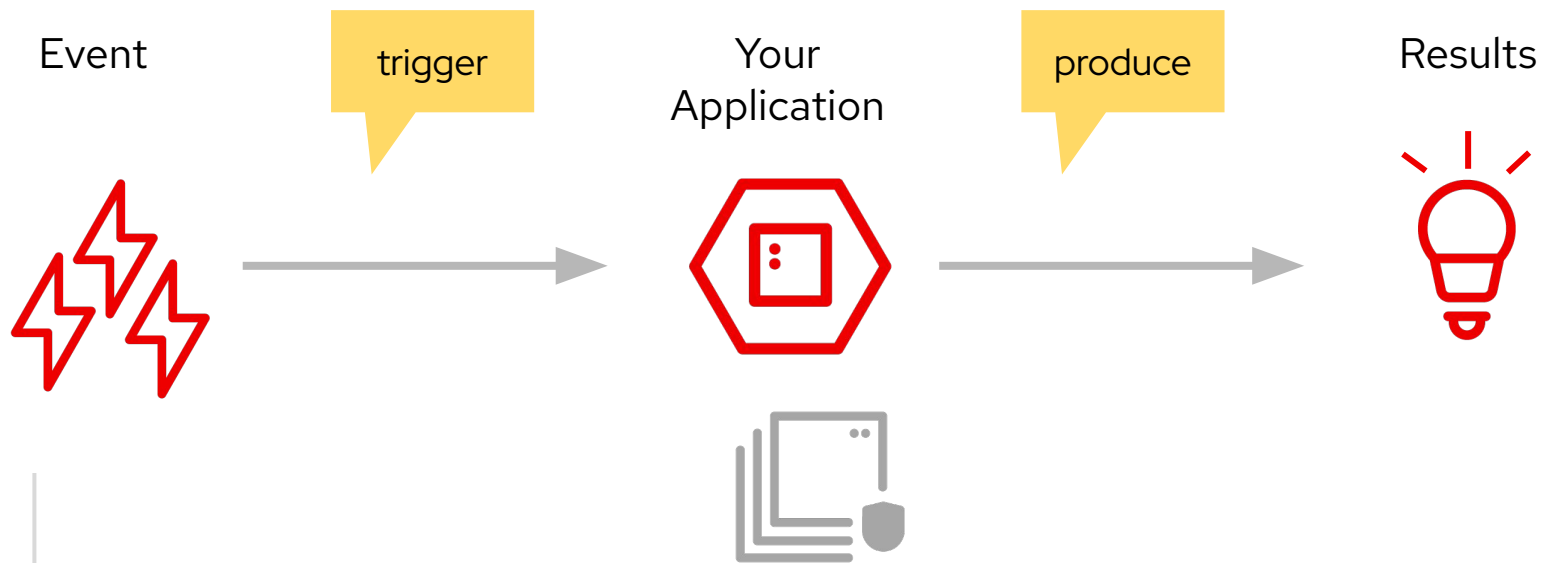 Event
trigger
Your
Application
produce
Results